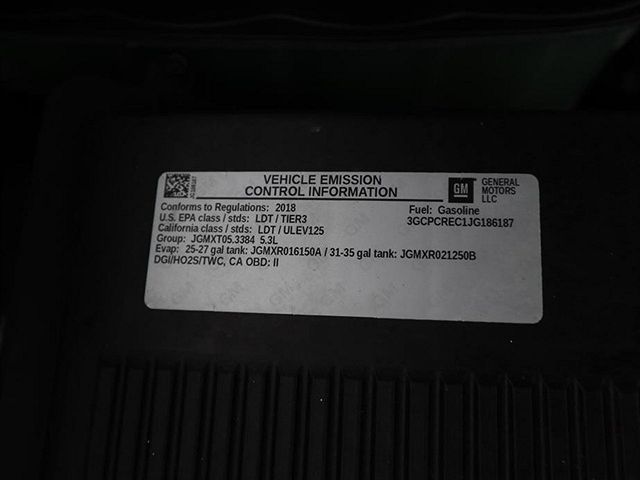 VEHICLE EMISSION
CONTROL INFORMATION
GM
GENERAL
MOTORS
LLC
Conforms to Regulations: 2018
U.S. EPA class / stds: LDT / TIER3
California class / stds: LDT / ULEV125
Group: JGMXT05.3384 5.3L
Evap: 25-27 gal tank: JGMXR016150A / 31-35 gal tank: JGMXR021250B
DGI/HO2S/TWC, CA OBD: II
Fuel: Gasoline
3GCPCREC1JG186187